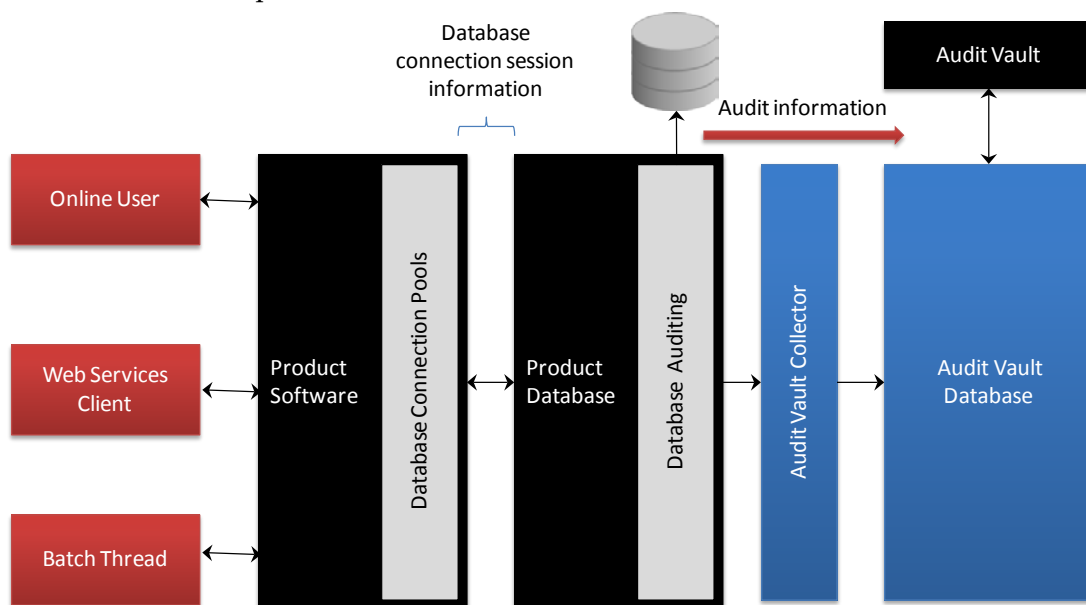 Database
connection session
information
Audit Vault
Audit information
Online User
Web Services
Client
Batch Thread
Product
Software
Database Connection Pools
Product
Database
Database Auditing
Audit Vault Collector
Audit Vault
Database